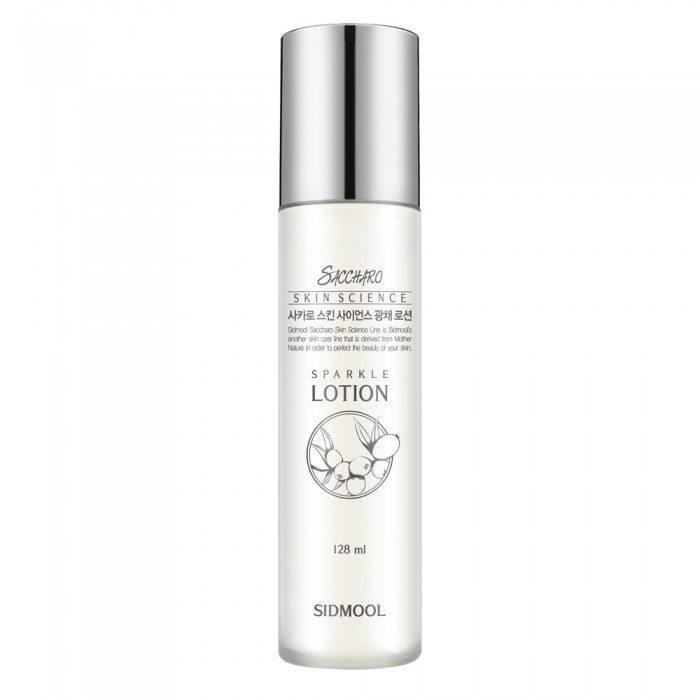 SACCHARO
SKIN SCIENCE
사카로 스킨 사이언스 광채 로션
Sidmool Saccharo Skin Science Line is Sidmool's
another skin care line that is derived from Mother
Nature in order to perfect the beauty of your skin.
SPARKLE
LOTION
128 ml
SIDMOOL